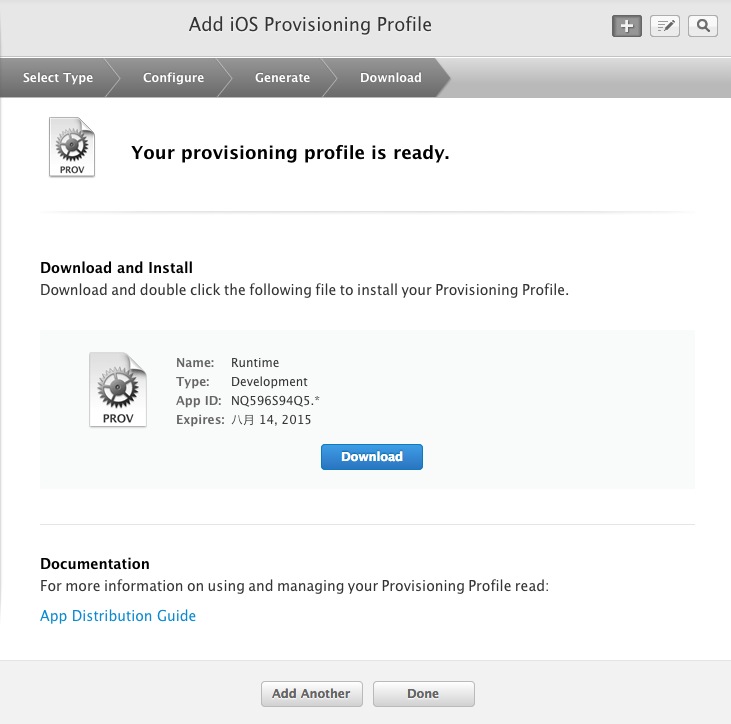 Add iOS Provisioning Profile
Select Type
Configure
Generate
Download
PROV
Your provisioning profile is ready.
Download and Install
Download and double click the following file to install your Provisioning Profile.
PROV
Name: Runtime
Type: Development
App ID: NQ596S94Q5.*
Expires: 八月 14, 2015
Download
Documentation
For more information on using and managing your Provisioning Profile read:
App Distribution Guide
Add Another
Done